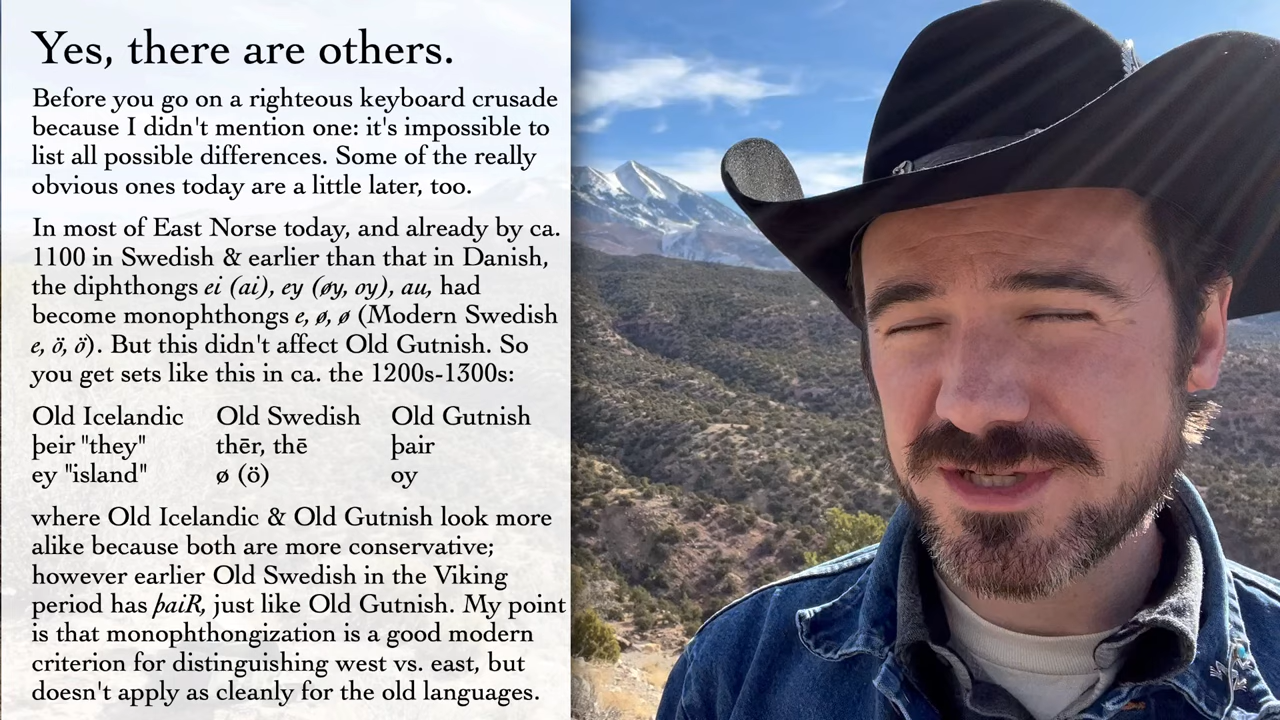 Yes, there are others.
Before you go on a righteous keyboard crusade
because I didn't mention one: it's impossible to
list all possible differences. Some of the really
obvious ones today are a little later, too.
In most of East Norse today, and already by ca.
1100 in Swedish & earlier than that in Danish,
the diphthongs ei (ai), ey (øy, oy), au, had
become monophthongs e, ø, ø (Modern Swedish
e, ö, ö). But this didn't affect Old Gutnish. So
you get sets like this in ca. the 1200s-1300s:
Old Icelandic Old Swedish Old Gutnish
þeir "they" thēr, thē þair
ey "island" ø (ö) oy
where Old Icelandic & Old Gutnish look more
alike because both are more conservative;
however earlier Old Swedish in the Viking
period has þaiR, just like Old Gutnish. My point
is that monophthongization is a good modern
criterion for distinguishing west vs. east, but
doesn't apply as cleanly for the old languages.